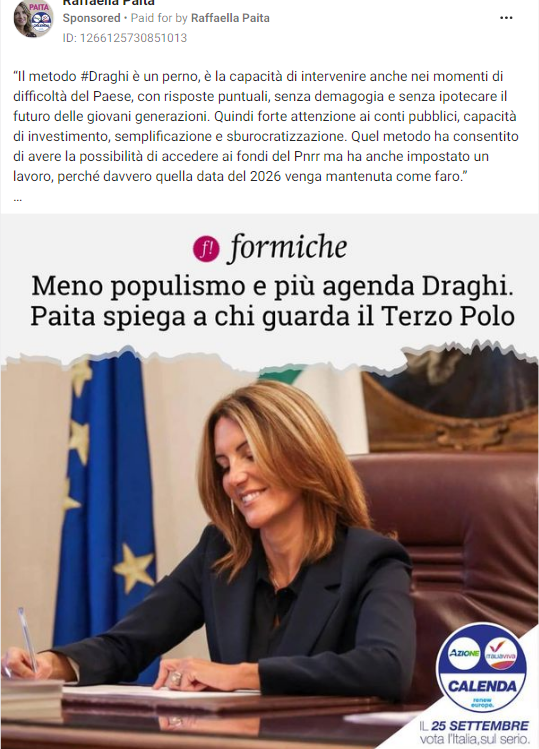 Raffaella Paita
Sponsored • Paid for by Raffaella Paita
ID: 1266125730851013
PAITA
CALENDA
“Il metodo #Draghi è un perno, è la capacità di intervenire anche nei momenti di
difficoltà del Paese, con risposte puntuali, senza demagogia e senza ipotecare il
futuro delle giovani generazioni. Quindi forte attenzione ai conti pubblici, capacità
di investimento, semplificazione e sburocratizzazione. Quel metodo ha consentito
di avere la possibilità di accedere ai fondi del Pnrr ma ha anche impostato un
lavoro, perché davvero quella data del 2026 venga mantenuta come faro.”
...
f! formiche
Meno populismo e più agenda Draghi.
Paita spiega a chi guarda il Terzo Polo
AZIONE
ITALIAVIVA
CALENDA
renew
europe.
IL 25 SETTEMBRE
vota l'Italia, sul serio.